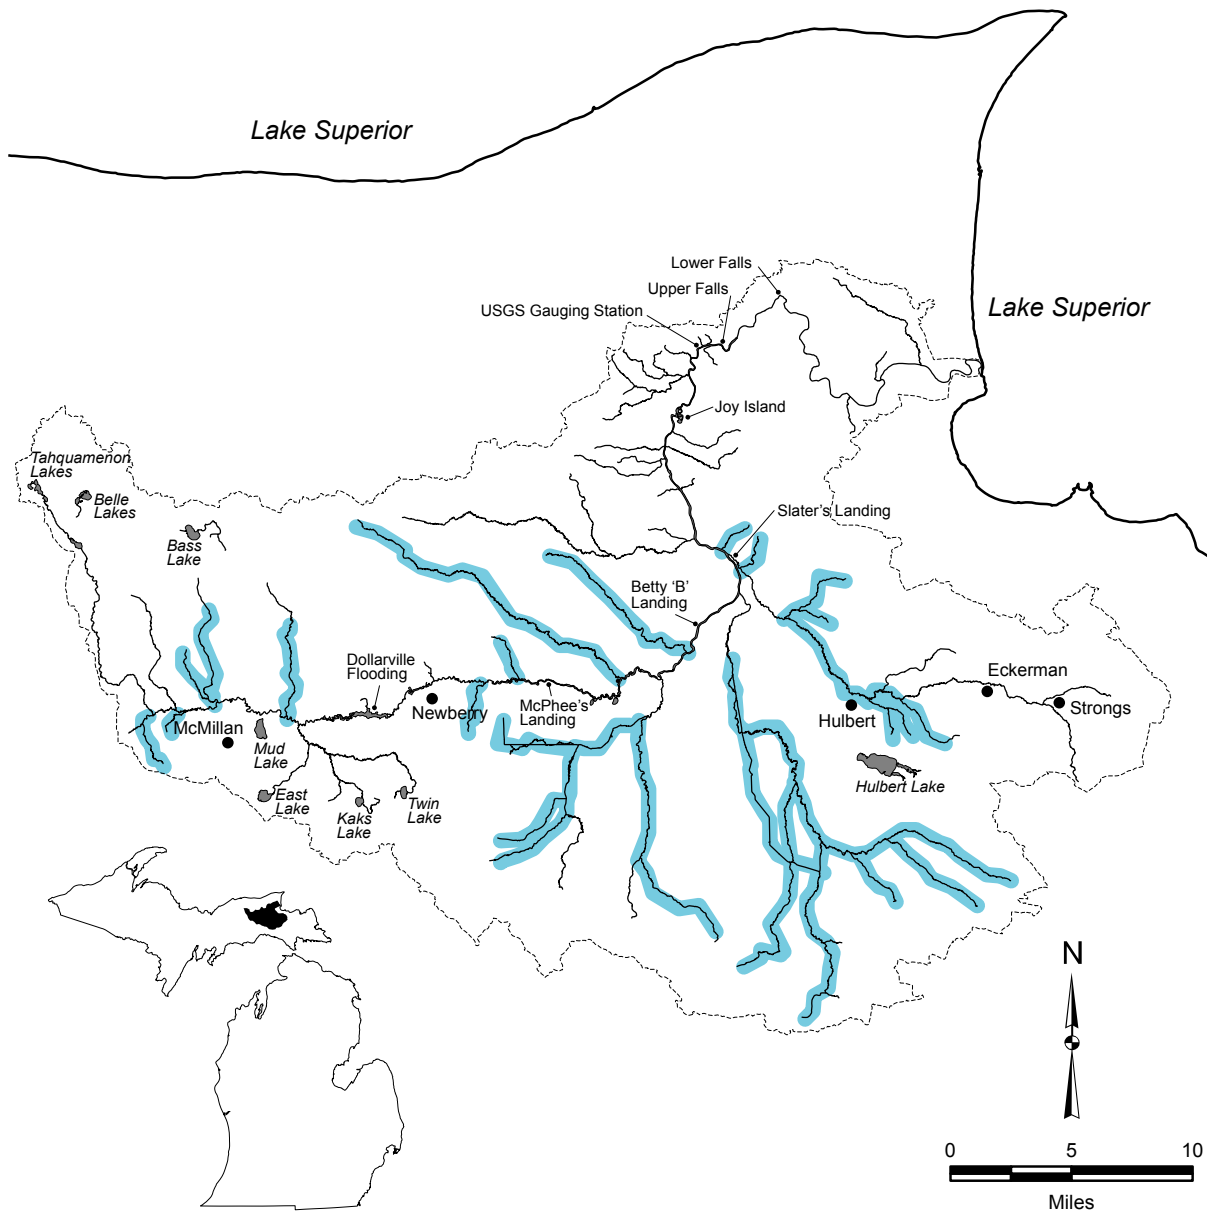 Lake Superior
Lower Falls
Upper Falls
USGS Gauging Station
Lake Superior
Joy Island
Tahquamenon
Lakes
Belle
Lakes
Bass
Lake
Slater's Landing
Betty ‘B’
Landing
Dollarville
Flooding
Eckerman
McPhee's
Landing
Newberry
Strongs
Hulbert
McMillan
Mud
Lake
Hulbert Lake
East
Lake
Kaks
Lake
Twin
Lake
N
0 5 10
Miles